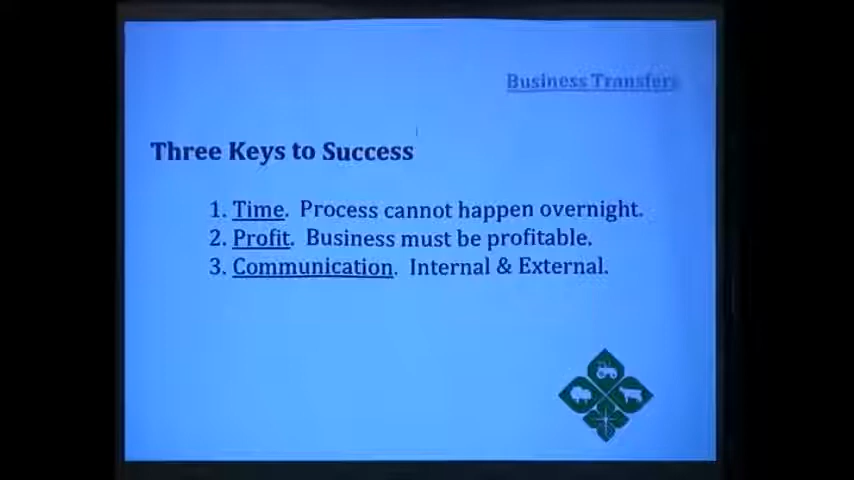 Business Transfers
Three Keys to Success
1. Time. Process cannot happen overnight.
2. Profit. Business must be profitable.
3. Communication. Internal & External.